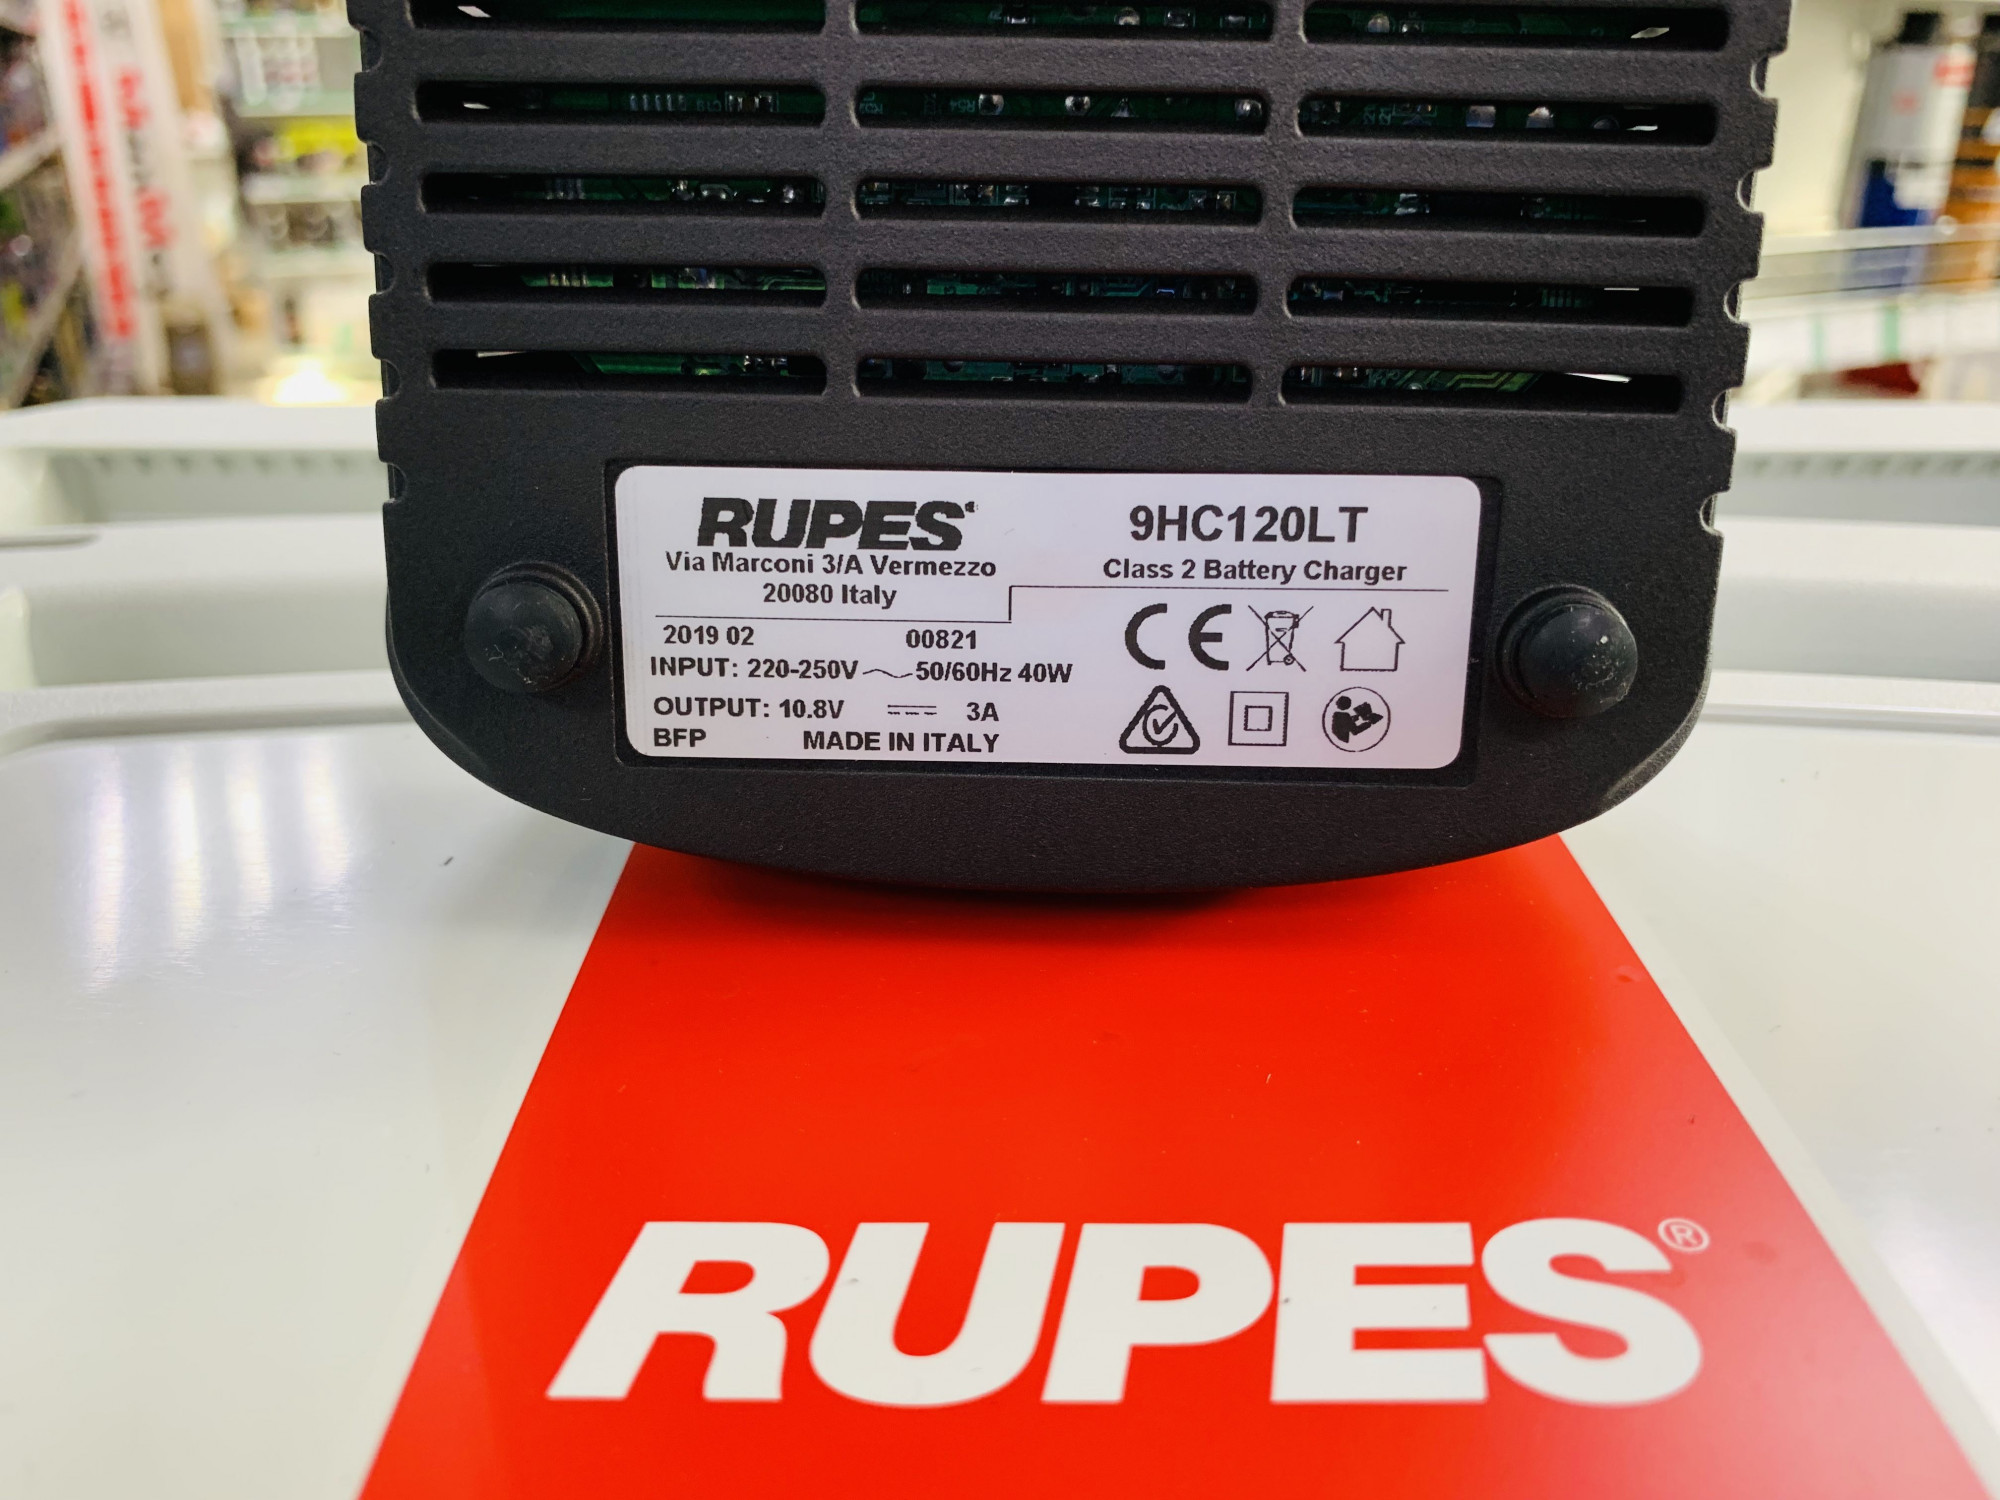 RUPES
Via Marconi 3/A Vermezzo
20080 Italy
9HC120LT
Class 2 Battery Charger
2019 02 00821
INPUT: 220-250V ~ 50/60Hz 40W
OUTPUT: 10.8V ⎓ 3A
BFP MADE IN ITALY
CE
RUPES®